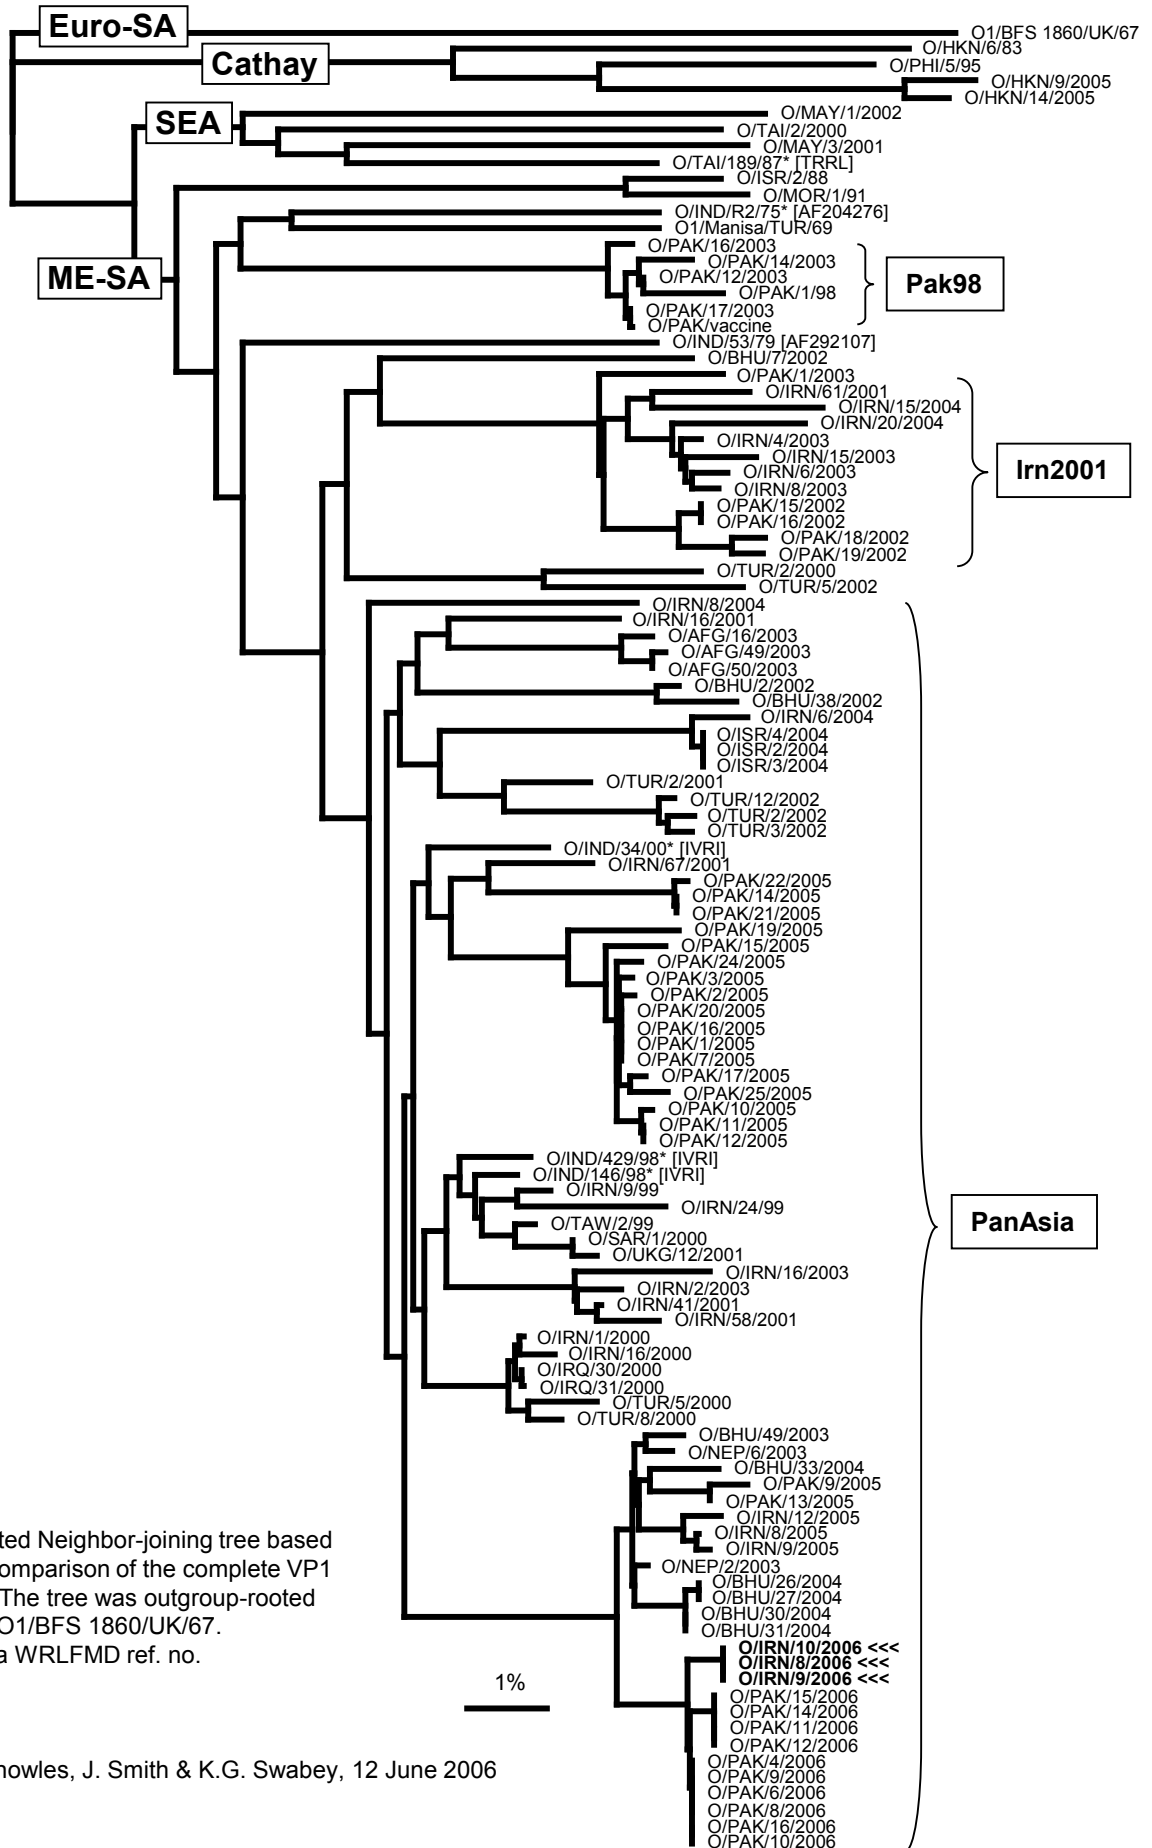 Euro-SA
O1/BFS 1860/UK/67
O/HKN/6/83
Cathay
O/PHI/5/95
O/HKN/9/2005
O/HKN/14/2005
O/MAY/1/2002
SEA
O/TAI/2/2000
O/MAY/3/2001
O/TAI/189/87* [TRRL]
O/ISR/2/88
O/MOR/1/91
O/IND/R2/75* [AF204276]
O1/Manisa/TUR/69
O/PAK/16/2003
O/PAK/14/2003
ME-SA
O/PAK/12/2003
Pak98
O/PAK/1/98
O/PAK/17/2003
O/PAK/vaccine
O/IND/53/79 [AF292107]
O/BHU/7/2002
O/PAK/1/2003
O/IRN/61/2001
O/IRN/15/2004
O/IRN/20/2004
O/IRN/4/2003
O/IRN/15/2003
O/IRN/6/2003
Irn2001
O/IRN/8/2003
O/PAK/15/2002
O/PAK/16/2002
O/PAK/18/2002
O/PAK/19/2002
O/TUR/2/2000
O/TUR/5/2002
O/IRN/8/2004
O/IRN/16/2001
O/AFG/16/2003
O/AFG/49/2003
O/AFG/50/2003
O/BHU/2/2002
O/BHU/38/2002
O/IRN/6/2004
O/ISR/4/2004
O/ISR/2/2004
O/ISR/3/2004
O/TUR/2/2001
O/TUR/12/2002
O/TUR/2/2002
O/TUR/3/2002
O/IND/34/00* [IVRI]
O/IRN/67/2001
O/PAK/22/2005
O/PAK/14/2005
O/PAK/21/2005
O/PAK/19/2005
O/PAK/15/2005
O/PAK/24/2005
O/PAK/3/2005
O/PAK/2/2005
O/PAK/20/2005
O/PAK/16/2005
O/PAK/1/2005
O/PAK/7/2005
O/PAK/17/2005
O/PAK/25/2005
O/PAK/10/2005
O/PAK/11/2005
O/PAK/12/2005
O/IND/429/98* [IVRI]
O/IND/146/98* [IVRI]
O/IRN/9/99
O/IRN/24/99
PanAsia
O/TAW/2/99
O/SAR/1/2000
O/UKG/12/2001
O/IRN/16/2003
O/IRN/2/2003
O/IRN/41/2001
O/IRN/58/2001
O/IRN/1/2000
O/IRN/16/2000
O/IRQ/30/2000
O/IRQ/31/2000
O/TUR/5/2000
O/TUR/8/2000
O/BHU/49/2003
O/NEP/6/2003
O/BHU/33/2004
O/PAK/9/2005
O/PAK/13/2005
O/IRN/12/2005
O/IRN/8/2005
O/IRN/9/2005
O/NEP/2/2003
O/BHU/26/2004
O/BHU/27/2004
O/BHU/30/2004
O/BHU/31/2004
O/IRN/10/2006 <<<
O/IRN/8/2006 <<<
O/IRN/9/2006 <<<
O/PAK/15/2006
O/PAK/14/2006
O/PAK/11/2006
O/PAK/12/2006
O/PAK/4/2006
O/PAK/9/2006
O/PAK/6/2006
O/PAK/8/2006
O/PAK/16/2006
O/PAK/10/2006
ted Neighbor-joining tree based
omparison of the complete VP1
The tree was outgroup-rooted
O1/BFS 1860/UK/67.
a WRLFMD ref. no.
1%
nowles, J. Smith & K.G. Swabey, 12 June 2006